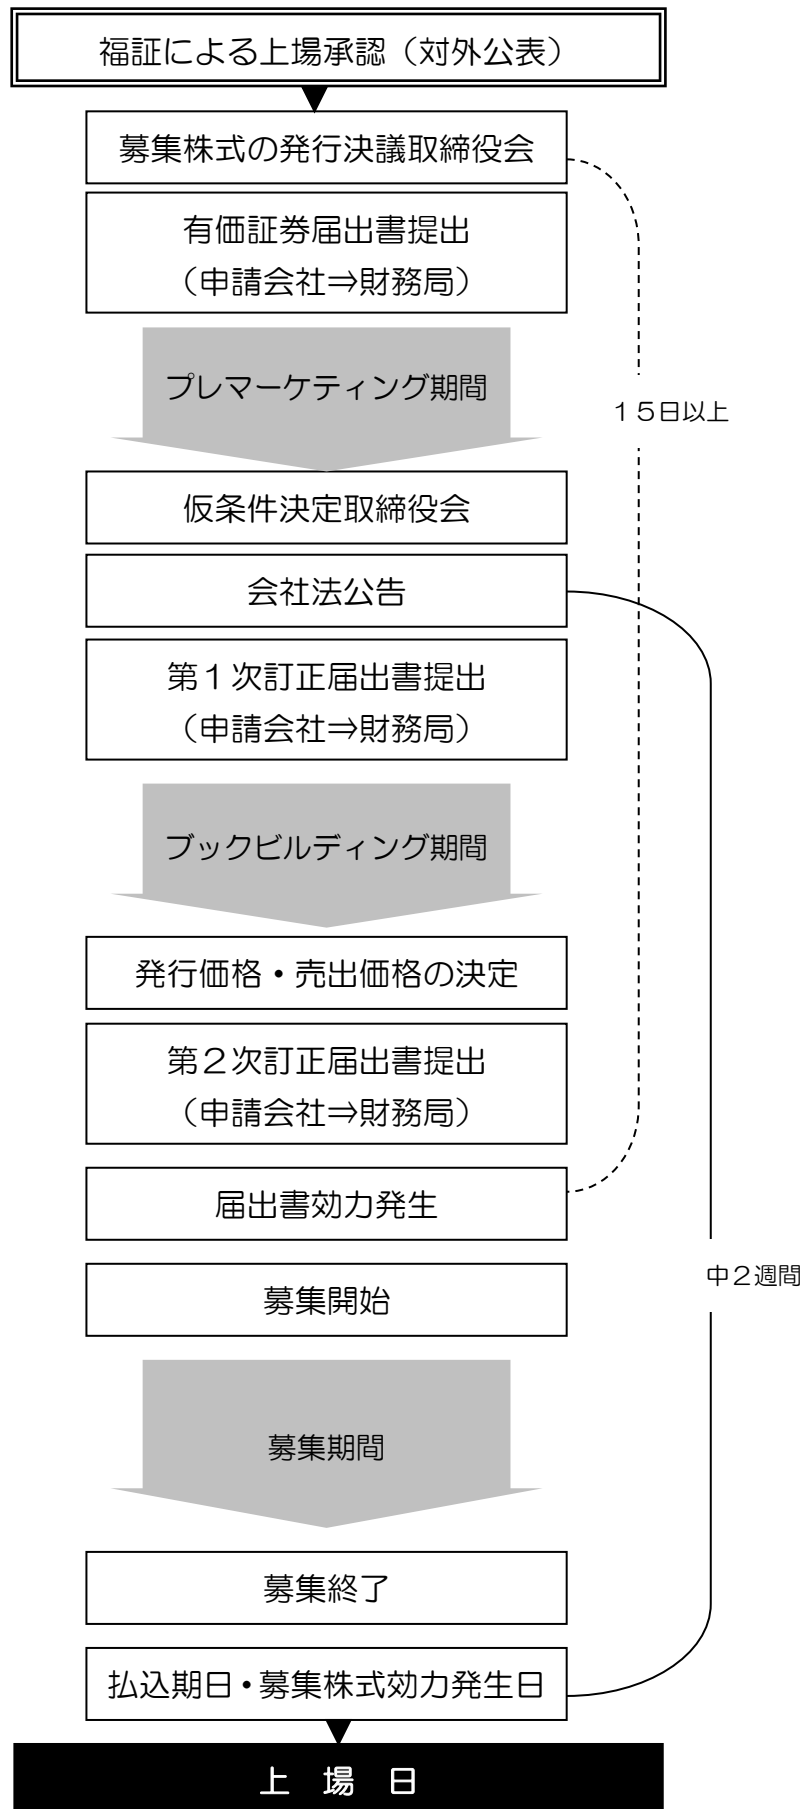 福証による上場承認（対外公表）
募集株式の発行決議取締役会
有価証券届出書提出
（申請会社⇒財務局）
プレマーケティング期間
１５日以上
仮条件決定取締役会
会社法公告
第１次訂正届出書提出
（申請会社⇒財務局）
ブックビルディング期間
発行価格・売出価格の決定
第２次訂正届出書提出
（申請会社⇒財務局）
届出書効力発生
中２週間
募集開始
募集期間
募集終了
払込期日・募集株式効力発生日
上　場　日